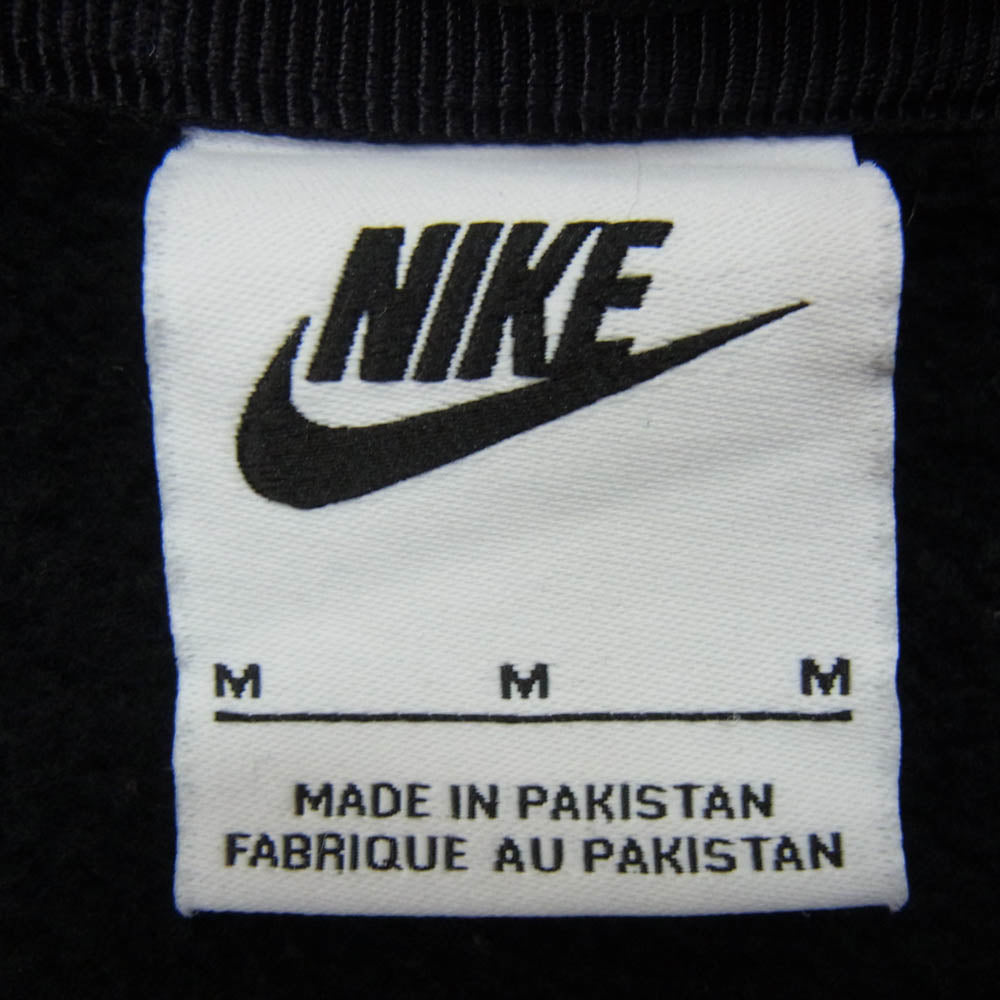 NIKE
M M M
MADE IN PAKISTAN
FABRIQUE AU PAKISTAN